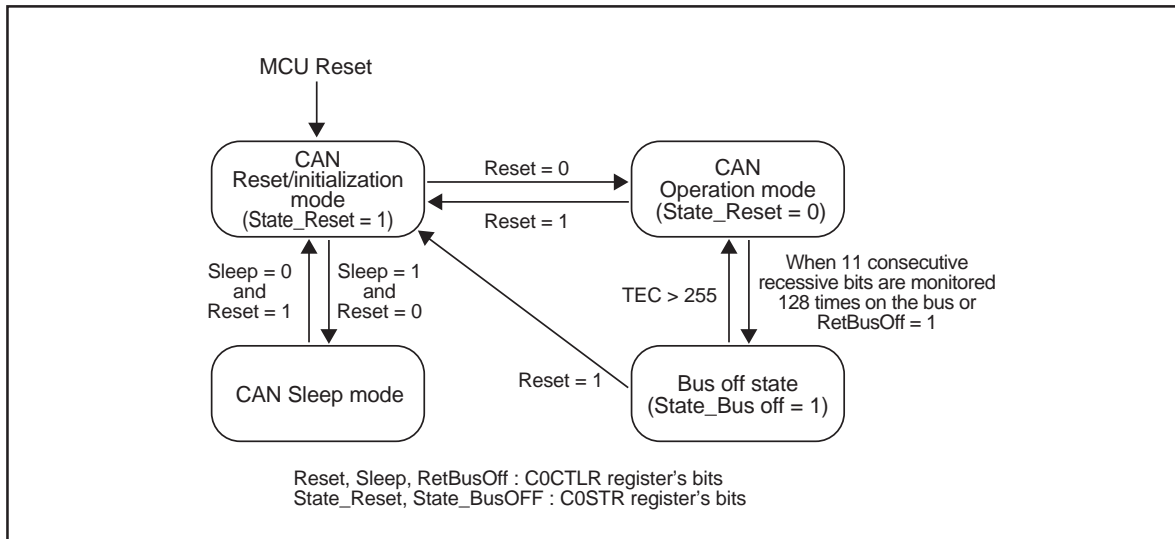 MCU Reset
CAN
Reset/initialization
mode
(State_Reset = 1)
Reset = 0
Reset = 1
CAN
Operation mode
(State_Reset = 0)
Sleep = 0
and
Reset = 1
Sleep = 1
and
Reset = 0
TEC > 255
When 11 consecutive
recessive bits are monitored
128 times on the bus or
RetBusOff = 1
CAN Sleep mode
Reset = 1
Bus off state
(State_Bus off = 1)
Reset, Sleep, RetBusOff : C0CTLR register's bits
State_Reset, State_BusOFF : C0STR register's bits